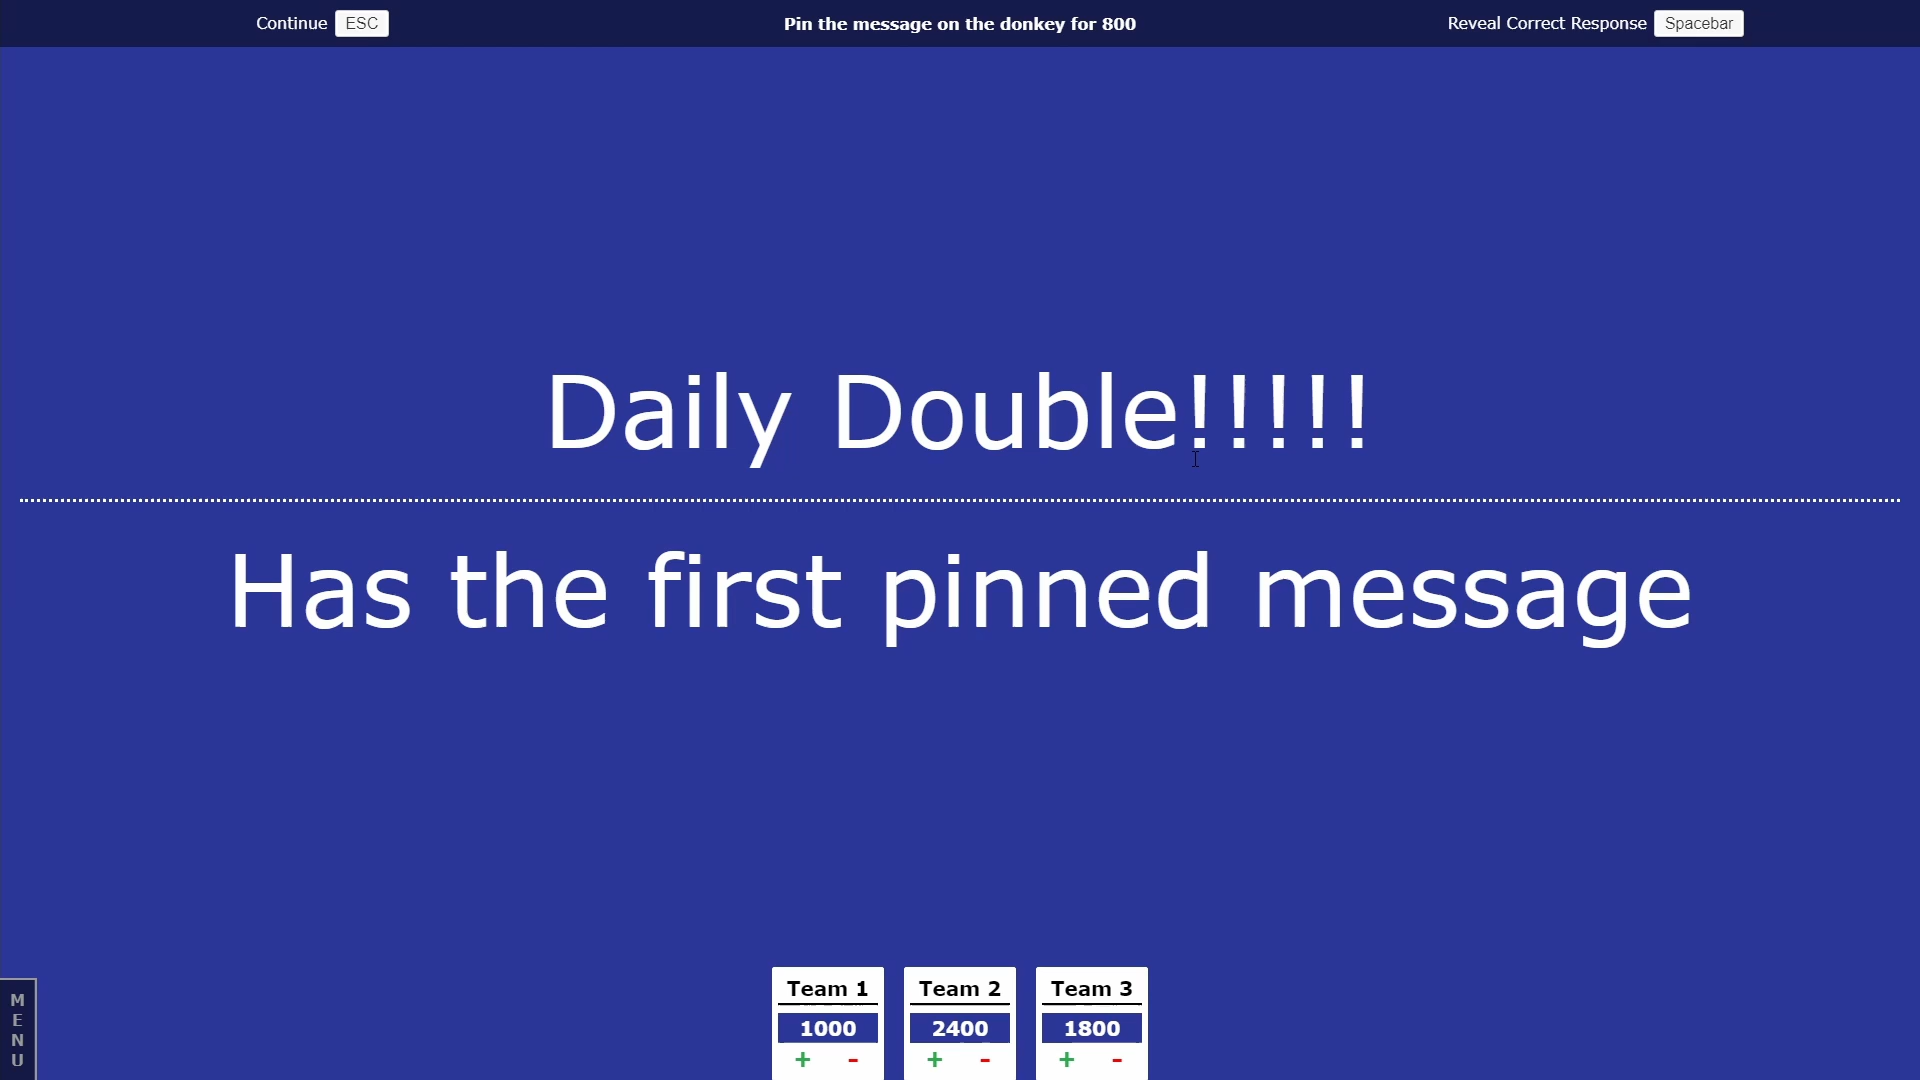 Continue ESC Pin the message on the donkey for 800 Reveal Correct Response Spacebar
Daily Double!!!!!
Has the first pinned message
MENU
Team 1 Team 2 Team 3
1000 2400 1800
+ - + - + -